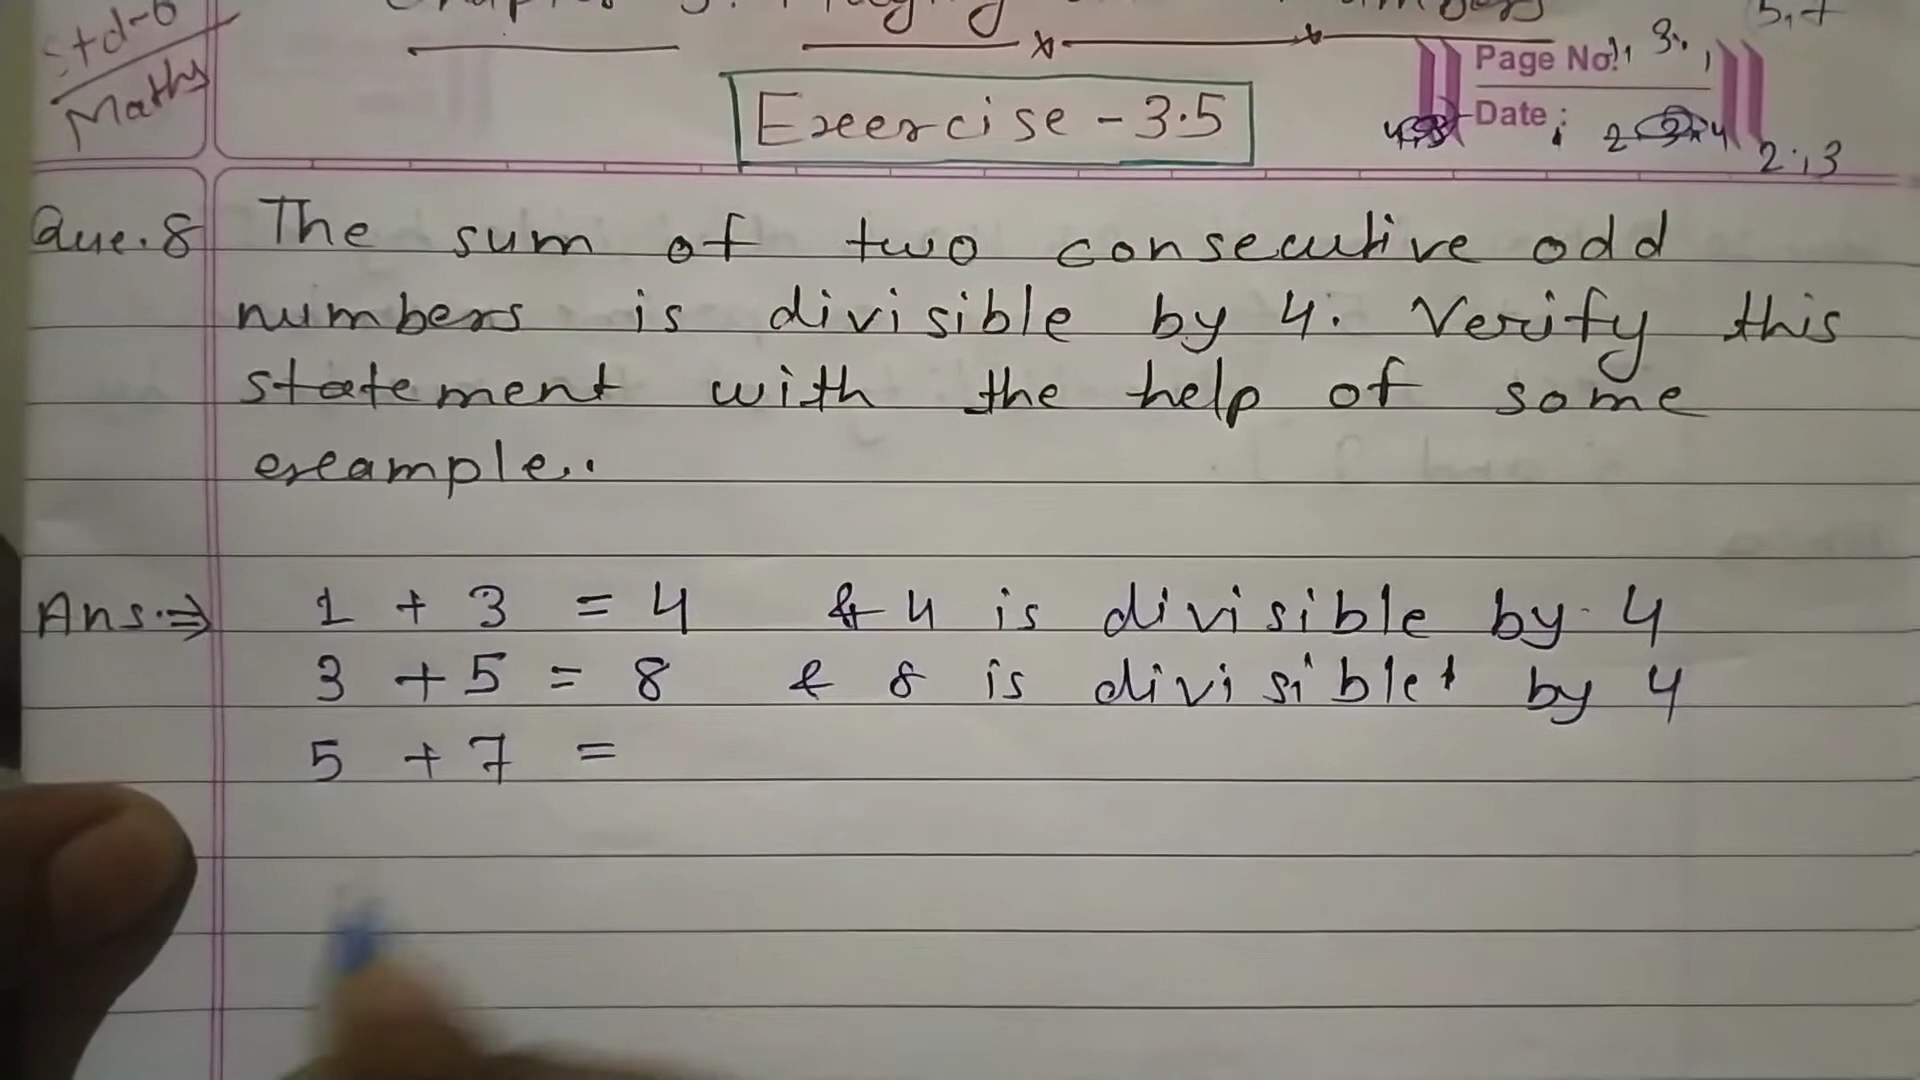 Std-6
Maths
Exercise - 3.5
Page No.
Date :
2, 3
Que. 8 The sum of two consecutive odd
numbers is divisible by 4. Verify this
statement with the help of some
example..
Ans.⇒ 1 + 3 = 4 & 4 is divisible by 4
3 + 5 = 8 & 8 is divisible by 4
5 + 7 =